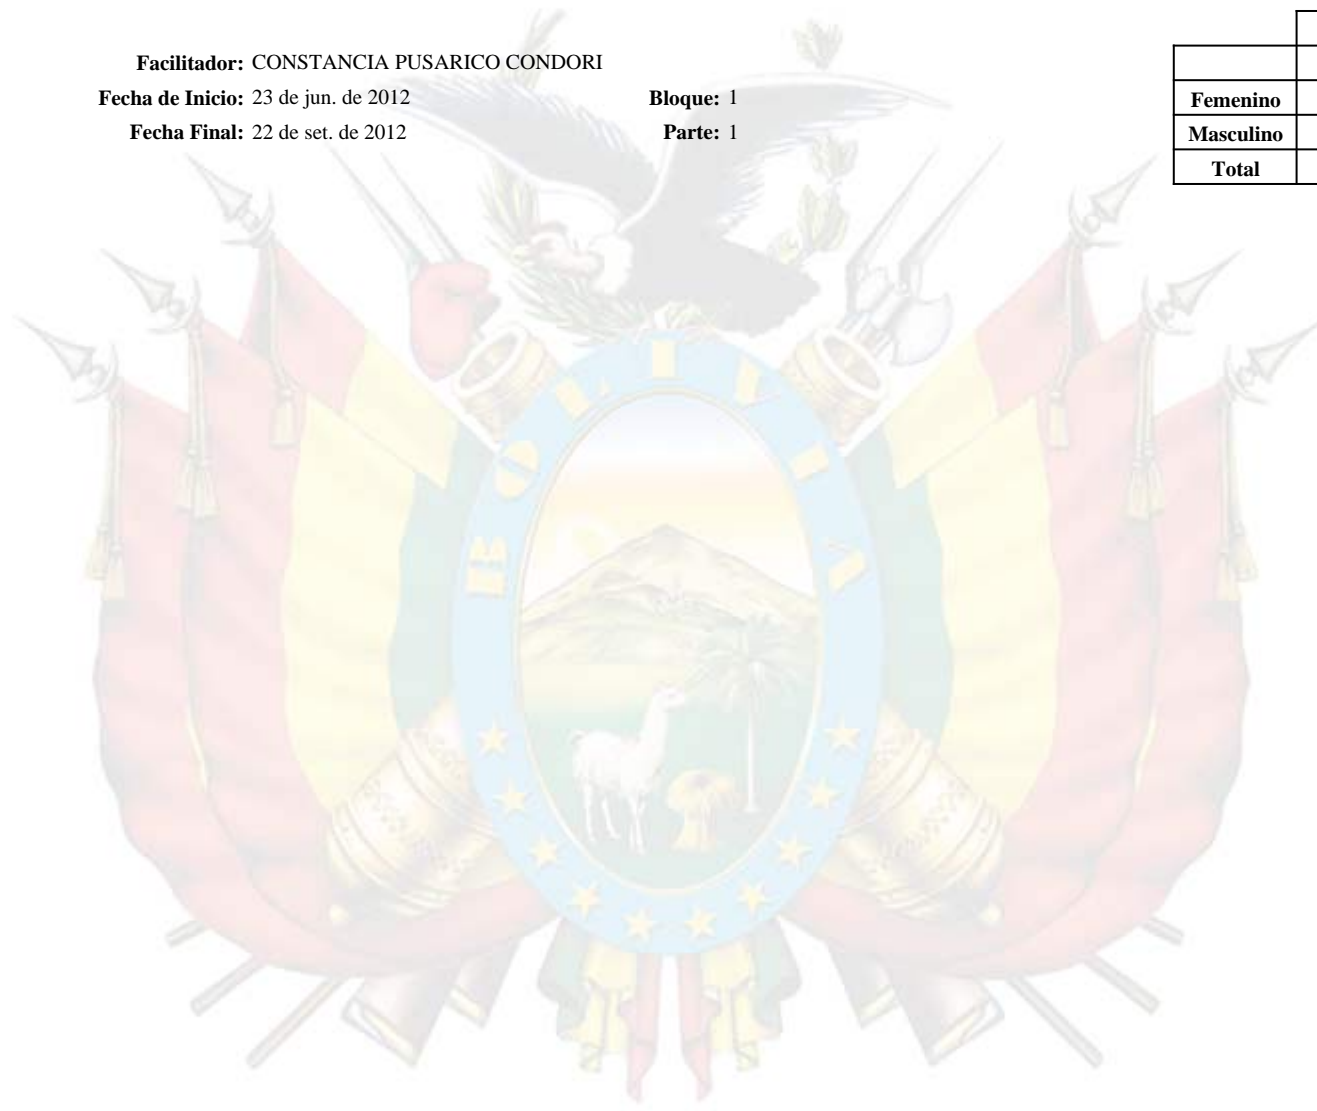 Facilitador: CONSTANCIA PUSARICO CONDORI
Fecha de Inicio: 23 de jun. de 2012 Bloque: 1
Fecha Final: 22 de set. de 2012 Parte: 1
Femenino
Masculino
Total
BOLIVIA